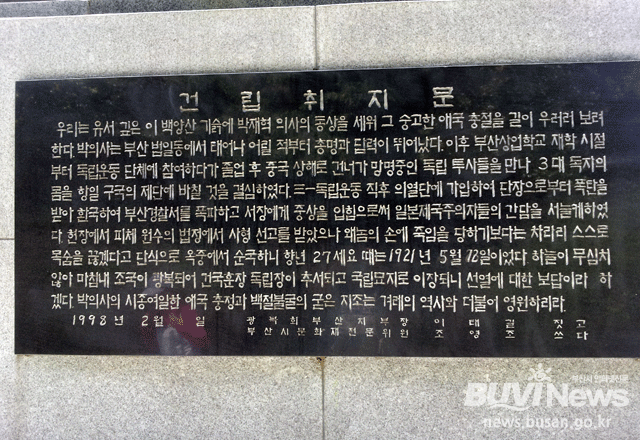 건립취지문
우리는 유서 깊은 이 백양산 기슭에 박재혁 의사의 동상을 세워 그 숭고한 애국 충절을 길이 우러러 보려
한다 박의사는 부산 범일동에서 태어나 어릴 적부터 총명과 담력이 뛰어났다. 이후 부산상업학교 재학 시절
부터 독립운동 단체에 참여하다가 졸업 후 중국 상해로 건너가 망명중인 독립 투사들을 만나 3대 독자의
몸을 항일 구국의 제단에 바칠 것을 결심하였다. 三一독립운동 직후 의열단에 가입하여 단장으로부터 폭탄을
받아 환국하여 부산경찰서를 폭파하고 서장에게 중상을 입힘으로써 일본제국주의자들의 간담을 서늘케하였
다. 현장에서 피체 원수의 법정에서 사형 선고를 받았으나 왜놈의 손에 죽임을 당하기보다는 차라리 스스로
목숨을 끊겠다고 단식으로 옥중에서 순국하니 향년 27세요 때는 1921년 5월 12일이었다 하늘이 무심치
않아 마침내 조국이 광복되어 건국훈장 독립장이 추서되고 국립묘지로 이장되니 선열에 대한 보답이라 하
겠다 박의사의 시종여일한 애국 충정과 백절불굴의 굳은 지조는 겨레의 역사와 더불어 영원하리라.
1998년 2월 일 광복회부산지부장 이대길 짓고
부산시문화재전문위원 조영조 쓰다
부산시 인터넷신문
BUVI News
news.busan.go.kr